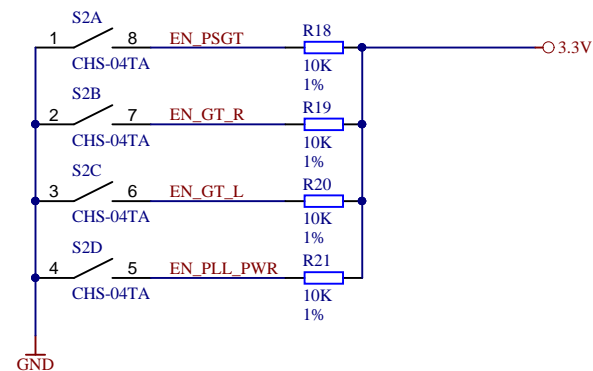 S2A
1 8 EN_PSGT R18 3.3V
CHS-04TA 10K
1%
S2B
2 7 EN_GT_R R19
CHS-04TA 10K
1%
S2C
3 6 EN_GT_L R20
CHS-04TA 10K
1%
S2D
4 5 EN_PLL_PWR R21
CHS-04TA 10K
1%
GND